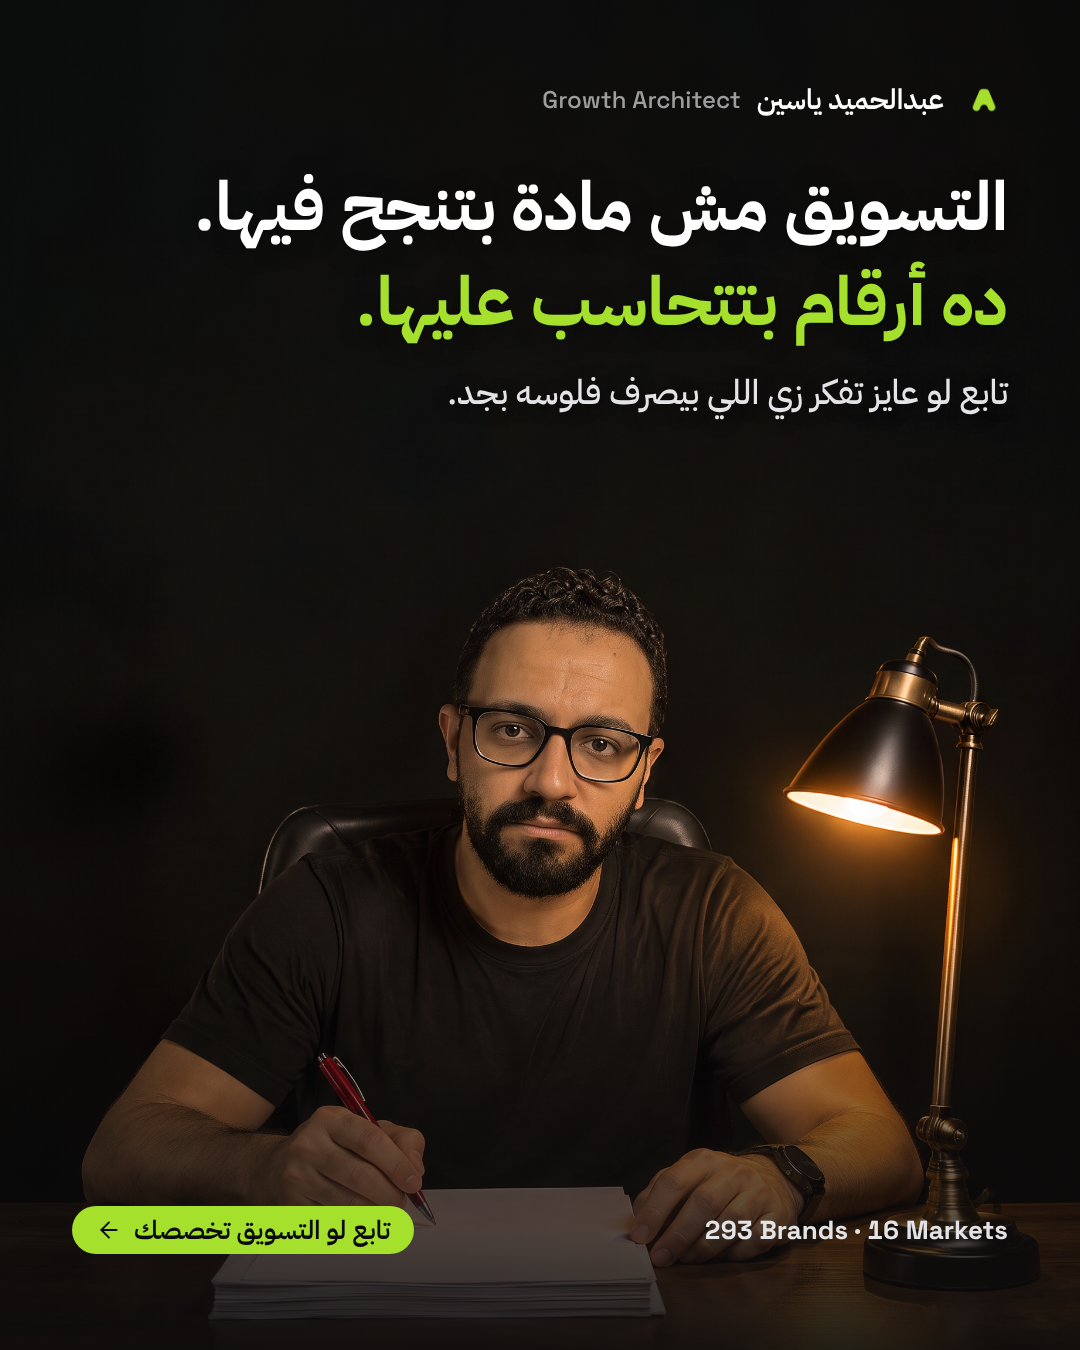 A عبدالحميد ياسين Growth Architect
التسويق مش مادة بتنجح فيها.
ده أرقام بتتحاسب عليها.
تابع لو عايز تفكر زي اللي بيصرف فلوسه بجد.
293 Brands · 16 Markets
تابع لو التسويق تخصصك ←